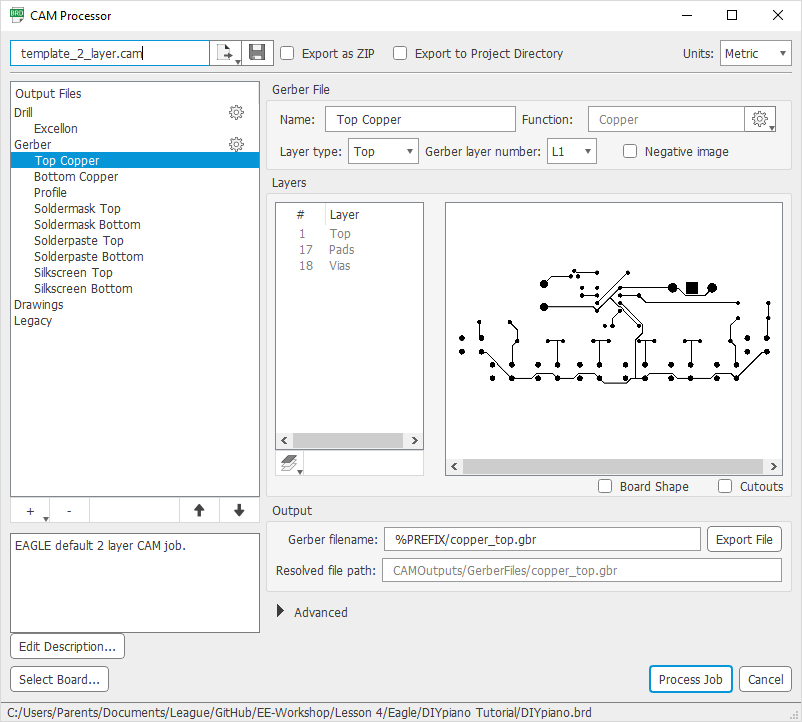 CAM Processor
template_2_layer.cam
Export as ZIP
Export to Project Directory
Units:
Metric
Output Files
Drill
Excellon
Gerber
Top Copper
Bottom Copper
Profile
Soldermask Top
Soldermask Bottom
Solderpaste Top
Solderpaste Bottom
Silkscreen Top
Silkscreen Bottom
Drawings
Legacy
+
-
EAGLE default 2 layer CAM job.
Edit Description...
Select Board...
Gerber File
Name:
Top Copper
Function:
Copper
Layer type:
Top
Gerber layer number:
L1
Negative image
Layers
# Layer
1 Top
17 Pads
18 Vias
Board Shape
Cutouts
Output
Gerber filename:
%PREFIX/copper_top.gbr
Export File
Resolved file path:
CAMOutputs/GerberFiles/copper_top.gbr
Advanced
Process Job
Cancel
C:/Users/Parents/Documents/League/GitHub/EE-Workshop/Lesson 4/Eagle/DIYpiano Tutorial/DIYpiano.brd